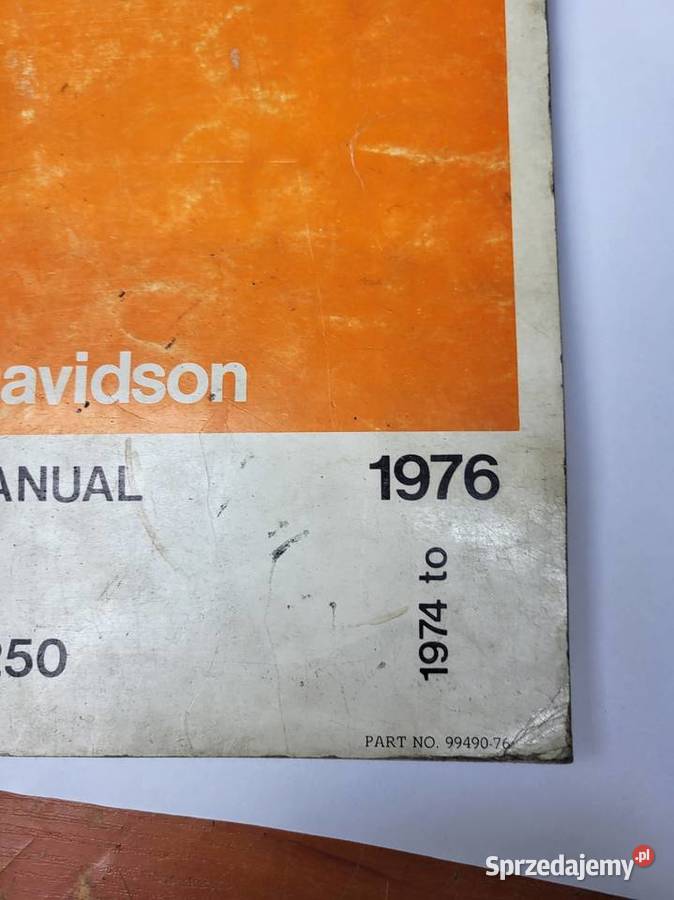 avidson
ANUAL 1976
1974 to
250
PART NO. 99490-76
Sprzedajemy.pl